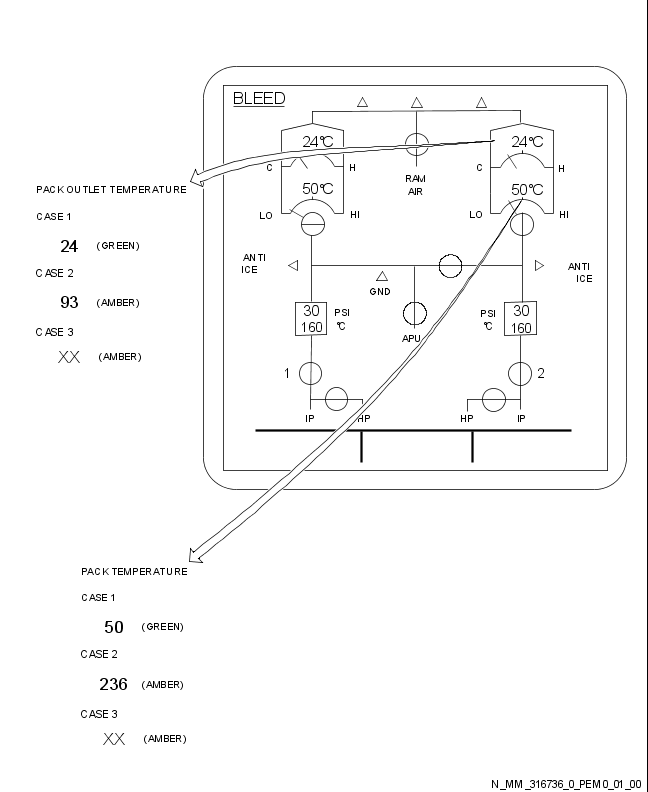 BLEED
24°C 24°C
C H C H
RAM
AIR
50°C 50°C
LO HI LO HI
ANTI
ICE
GND
ANTI
ICE
30
160
PSI
°C
APU
PSI
°C
30
160
1 2
IP HP HP IP
PACK OUTLET TEMPERATURE
CASE 1
24 (GREEN)
CASE 2
93 (AMBER)
CASE 3
XX (AMBER)
PACK TEMPERATURE
CASE 1
50 (GREEN)
CASE 2
236 (AMBER)
CASE 3
XX (AMBER)
N_MM_316736_0_PEM0_01_00